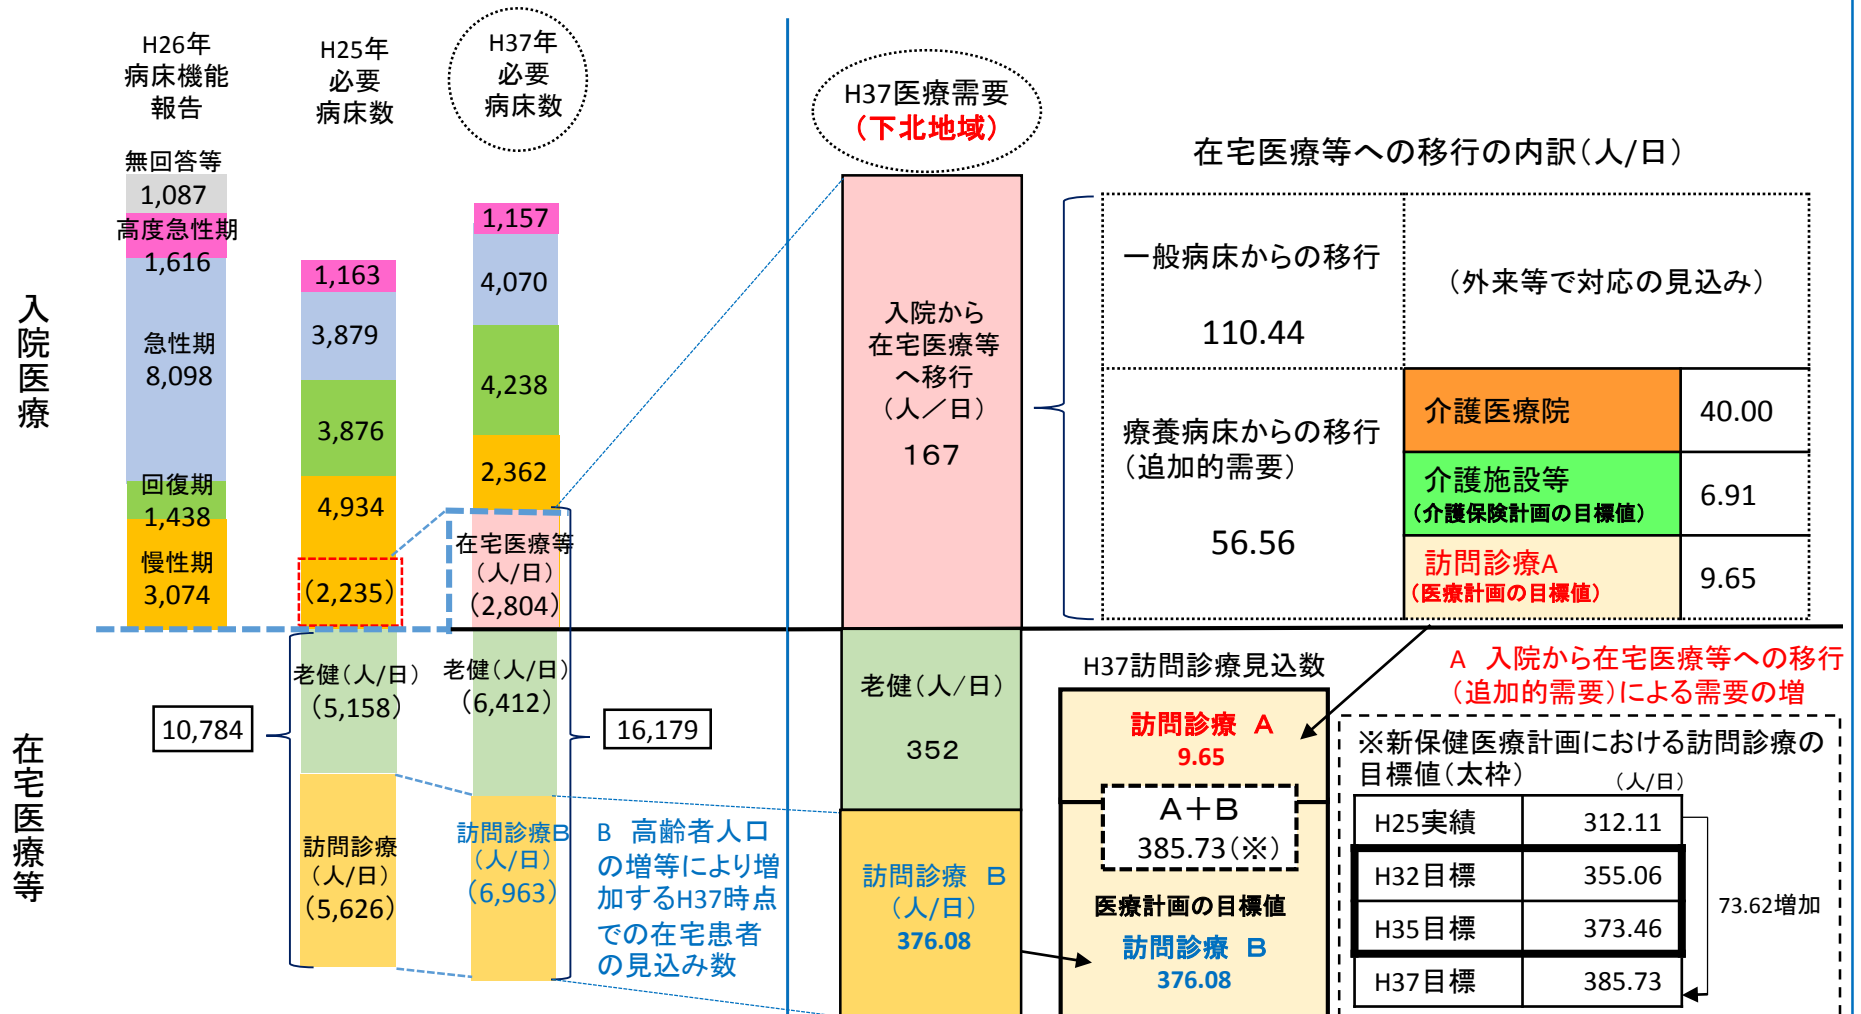 H26年
病床機能
報告
H25年
必要
病床数
H37年
必要
病床数
無回答等
1,087
高度急性期
1,616
急性期
8,098
回復期
1,438
慢性期
3,074
1,163
3,879
3,876
4,934
(2,235)
1,157
4,070
4,238
2,362
在宅医療等
(人/日)
(2,804)
入院医療
在宅医療等
10,784
老健(人/日)
(5,158)
訪問診療
(人/日)
(5,626)
老健(人/日)
(6,412)
訪問診療B
(人/日)
(6,963)
16,179
B 高齢者人口
の増等により増
加するH37時点
での在宅患者
の見込み数
H37医療需要
(下北地域)
入院から
在宅医療等
へ移行
(人/日)
167
老健(人/日)
352
訪問診療 B
(人/日)
376.08
在宅医療等への移行の内訳(人/日)
一般病床からの移行
110.44
(外来等で対応の見込み)
療養病床からの移行
(追加的需要)
56.56
介護医療院
40.00
介護施設等
(介護保険計画の目標値)
6.91
訪問診療A
(医療計画の目標値)
9.65
H37訪問診療見込数
訪問診療 A
9.65
A+B
385.73(※)
医療計画の目標値
訪問診療 B
376.08
A 入院から在宅医療等への移行
(追加的需要)による需要の増
※新保健医療計画における訪問診療の
目標値(太枠)
(人/日)
H25実績 312.11
H32目標 355.06
H35目標 373.46
H37目標 385.73
73.62増加